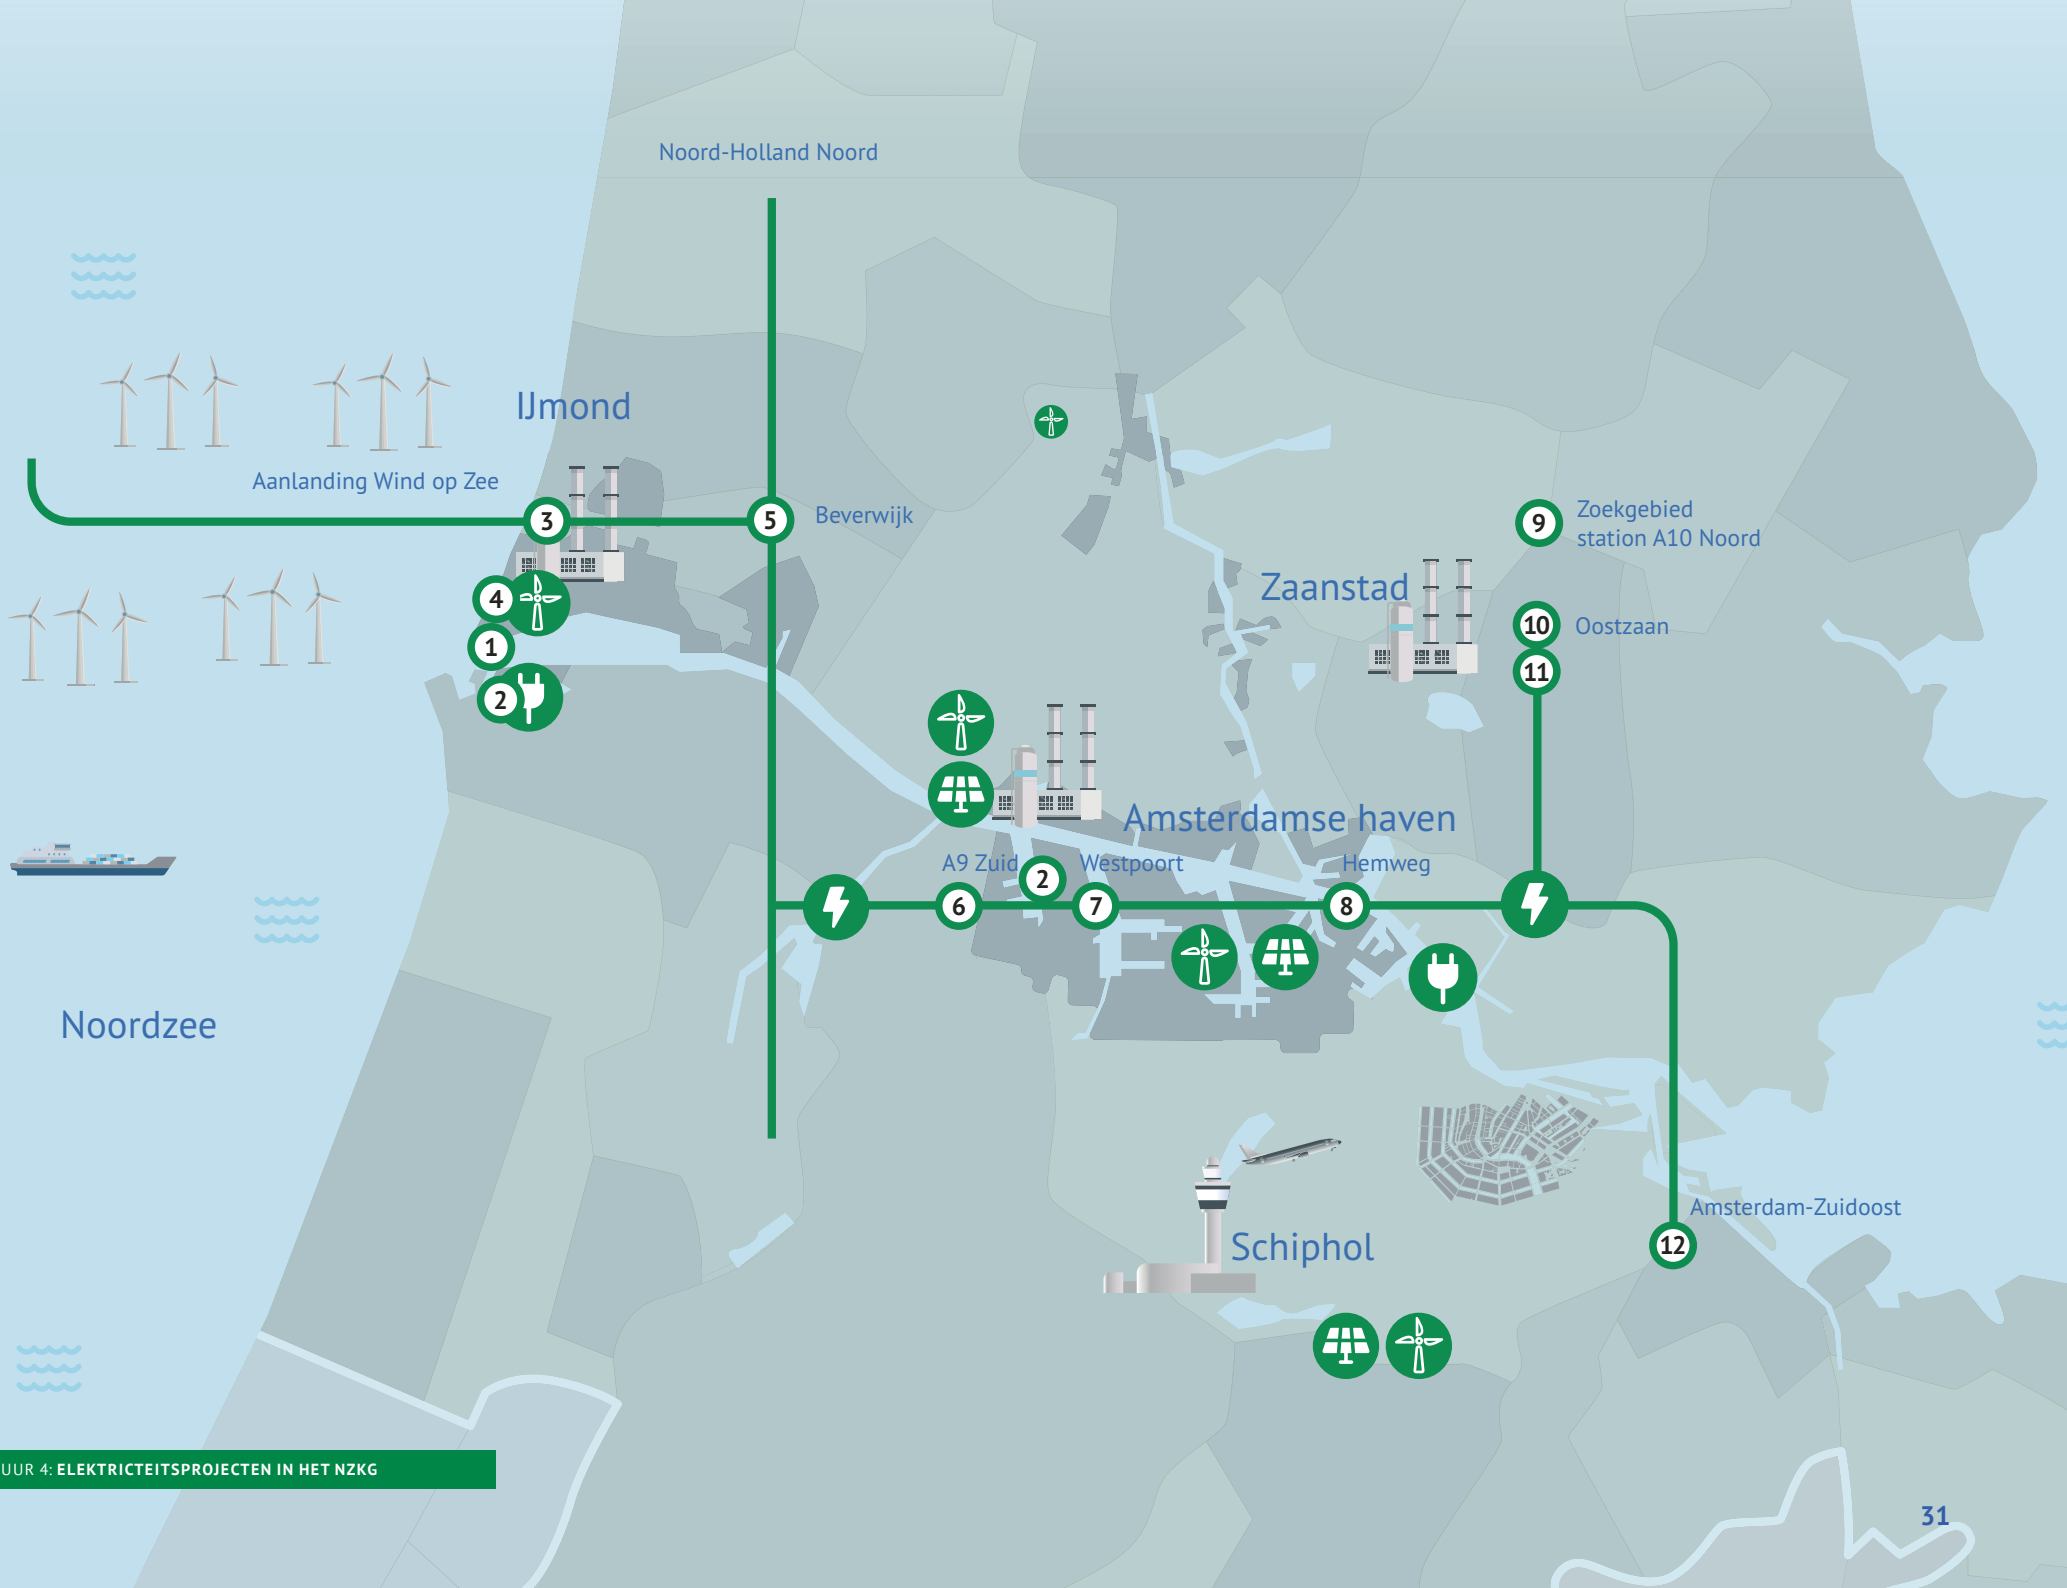 Noord-Holland Noord
IJmond
Aanlanding Wind op Zee
3
5
Beverwijk
9
Zoekgebied
station A10 Noord
4
Zaanstad
10
Oostzaan
1
11
2
Amsterdamse haven
A9 Zuid
2
Westpoort
Hemweg
6
7
8
Noordzee
Amsterdam-Zuidoost
Schiphol
12
UUR 4: ELEKTRICITEITSPROJECTEN IN HET NZKG
31